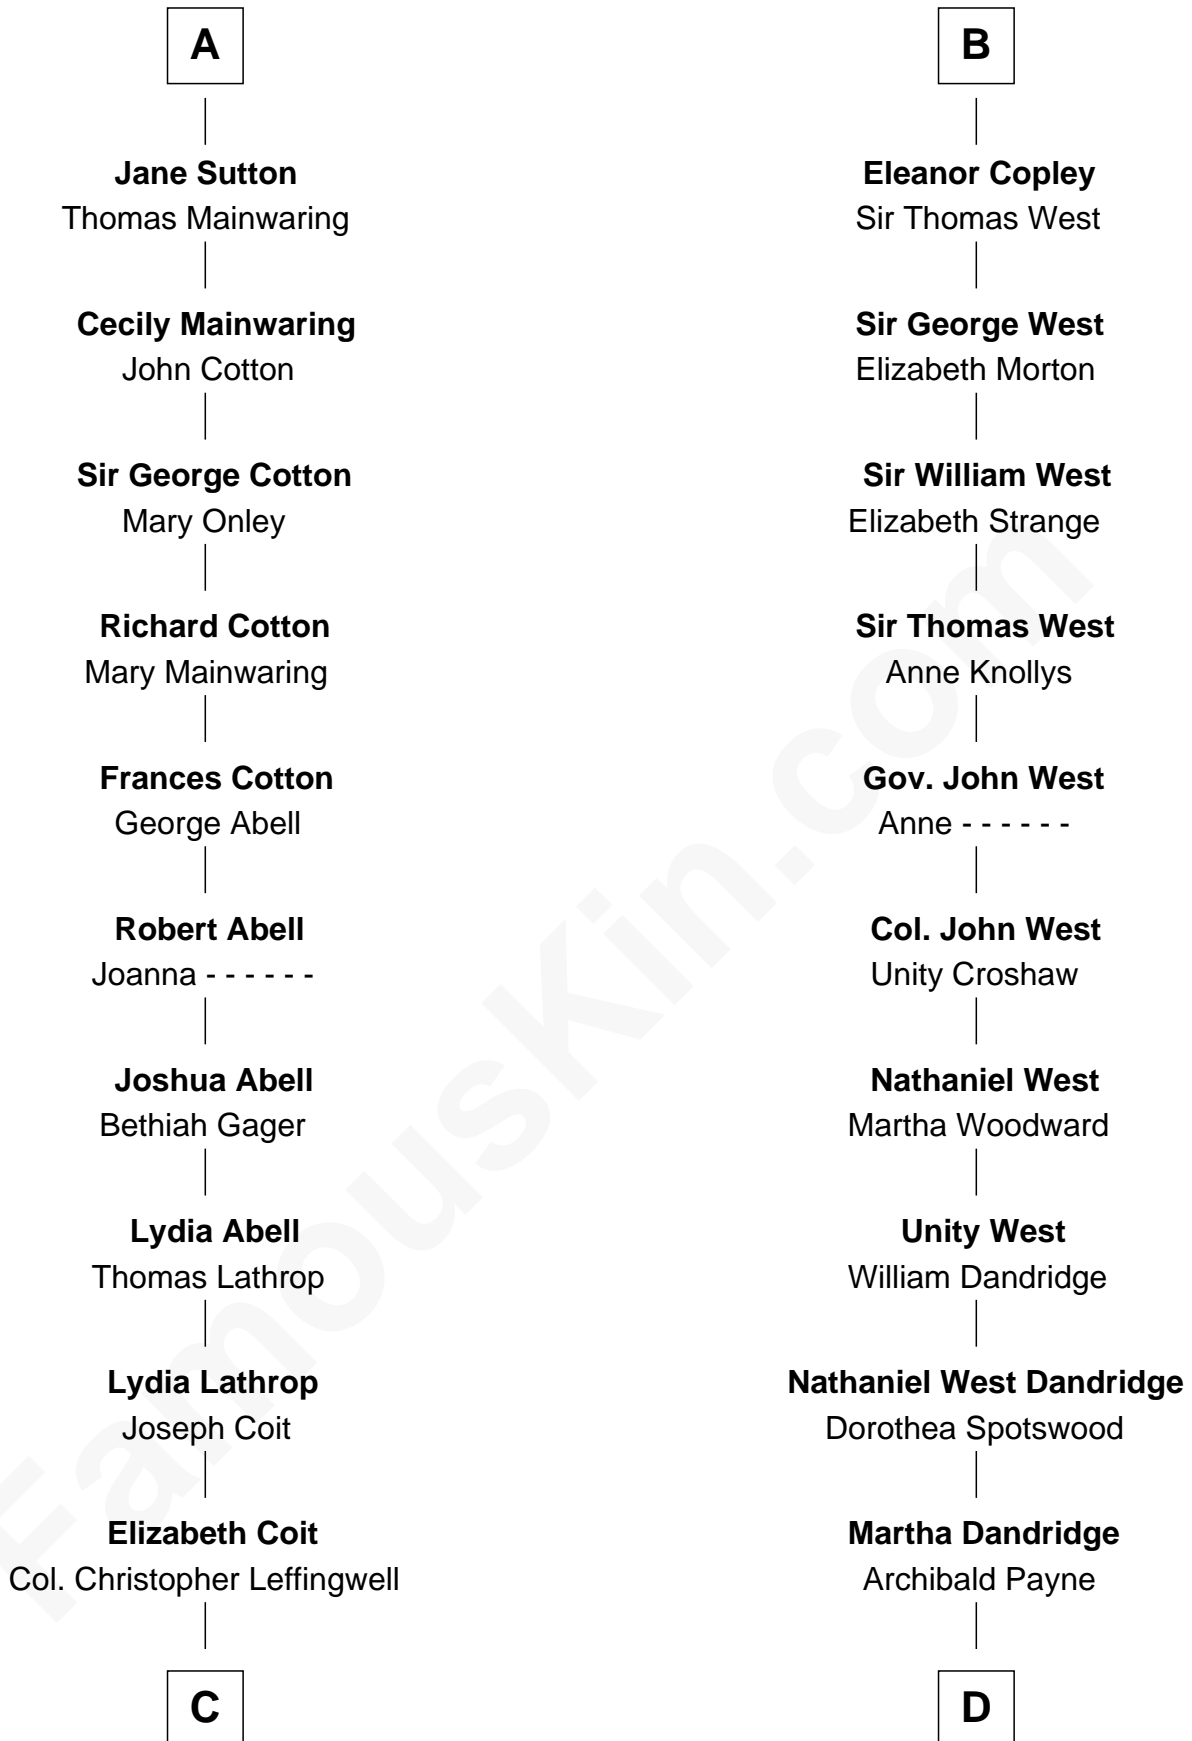 A
Jane Sutton
Thomas Mainwaring
Cecily Mainwaring
John Cotton
Sir George Cotton
Mary Onley
Richard Cotton
Mary Mainwaring
Frances Cotton
George Abell
Robert Abell
Joanna - - - - - -
Joshua Abell
Bethiah Gager
Lydia Abell
Thomas Lathrop
Lydia Lathrop
Joseph Coit
Elizabeth Coit
Col. Christopher Leffingwell
C
B
Eleanor Copley
Sir Thomas West
Sir George West
Elizabeth Morton
Sir William West
Elizabeth Strange
Sir Thomas West
Anne Knollys
Gov. John West
Anne - - - - - -
Col. John West
Unity Croshaw
Nathaniel West
Martha Woodward
Unity West
William Dandridge
Nathaniel West Dandridge
Dorothea Spotswood
Martha Dandridge
Archibald Payne
D
FamousKin.com